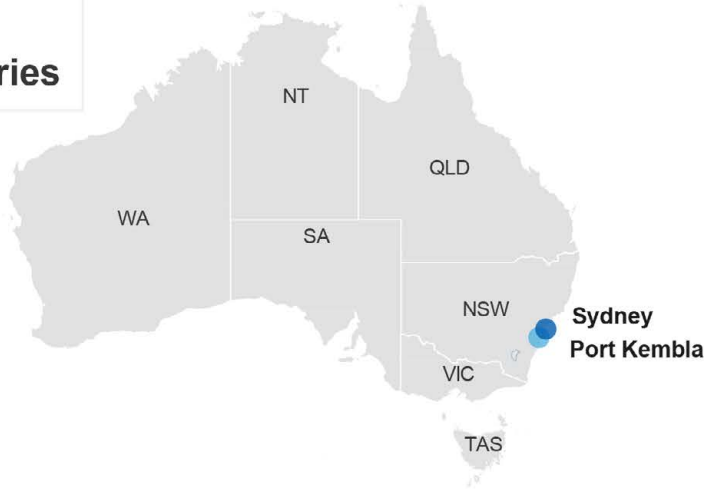 ries
NT
QLD
WA
SA
NSW
Sydney
Port Kembla
VIC
TAS